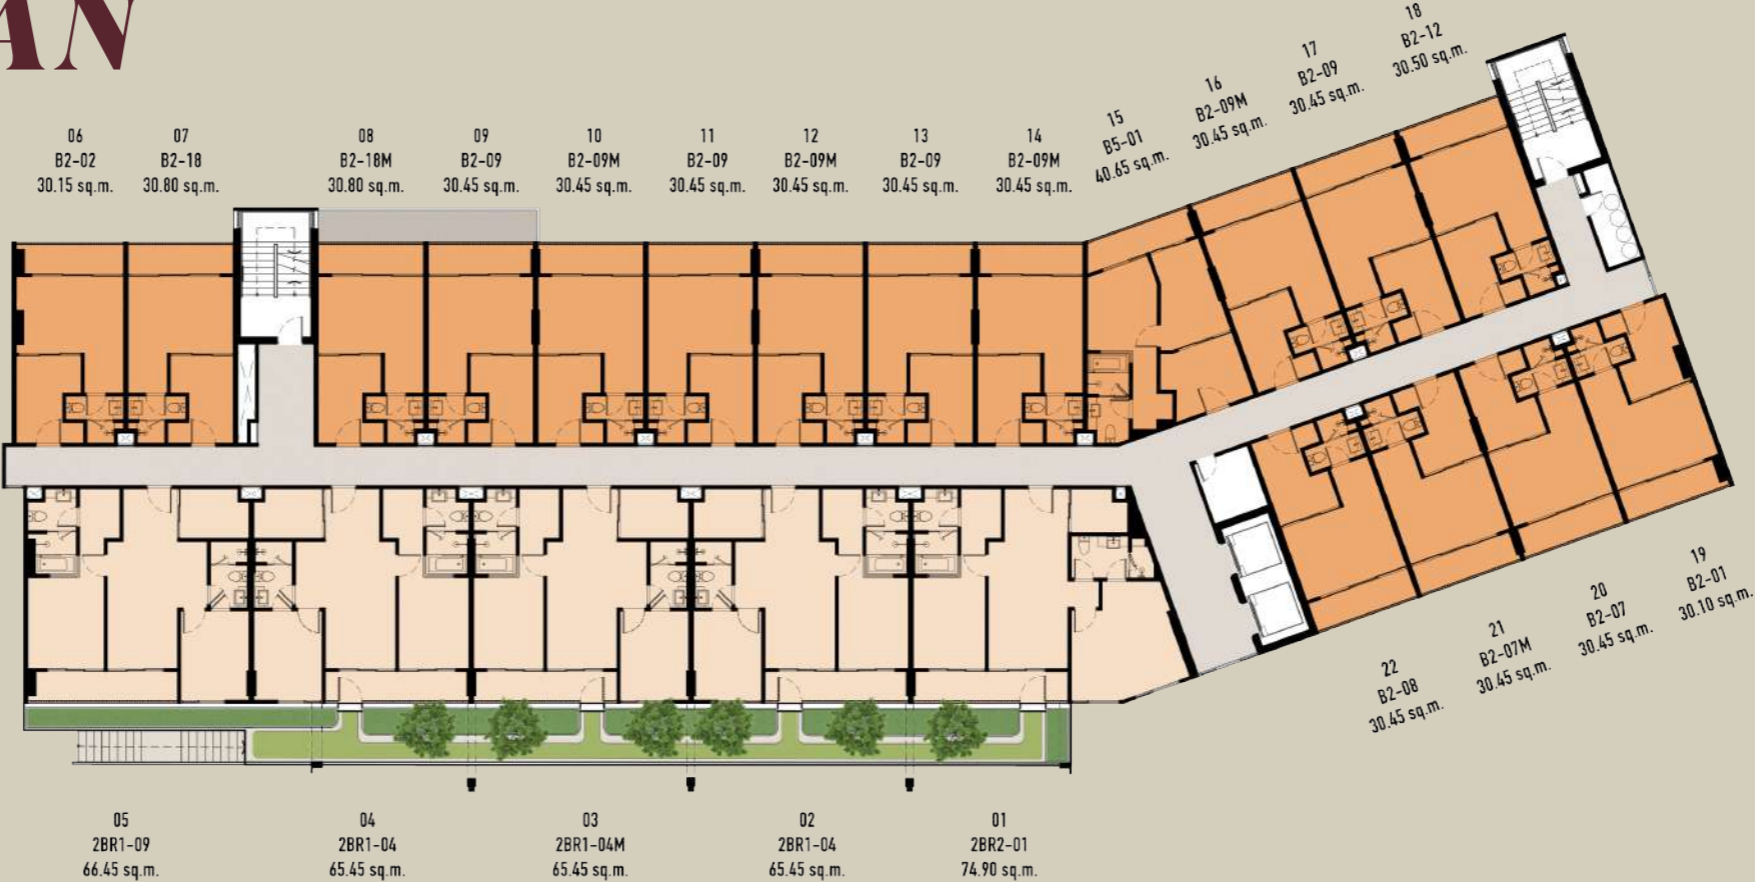 AN
06
B2-02
30.15 sq.m.
07
B2-18
30.80 sq.m.
08
B2-18M
30.80 sq.m.
09
B2-09
30.45 sq.m.
10
B2-09M
30.45 sq.m.
11
B2-09
30.45 sq.m.
12
B2-09M
30.45 sq.m.
13
B2-09
30.45 sq.m.
14
B2-09M
30.45 sq.m.
15
B5-01
40.65 sq.m.
16
B2-09M
30.45 sq.m.
17
B2-09
30.45 sq.m.
18
B2-12
30.50 sq.m.
19
B2-01
30.10 sq.m.
20
B2-07
30.45 sq.m.
21
B2-07M
30.45 sq.m.
22
B2-08
30.45 sq.m.
05
2BR1-09
66.45 sq.m.
04
2BR1-04
65.45 sq.m.
03
2BR1-04M
65.45 sq.m.
02
2BR1-04
65.45 sq.m.
01
2BR2-01
74.90 sq.m.